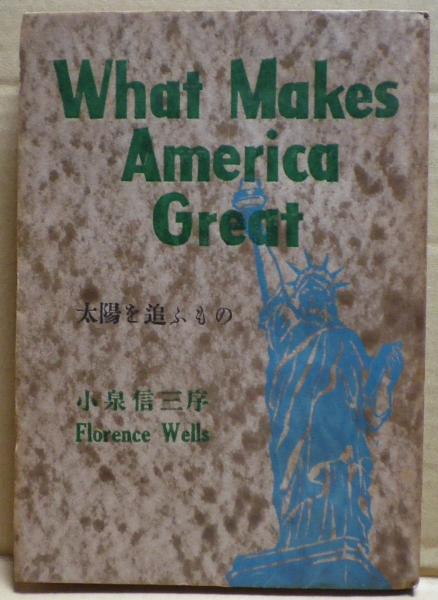 What Makes
America
Great
太陽を追ふもの
小泉信三序
Florence Wells